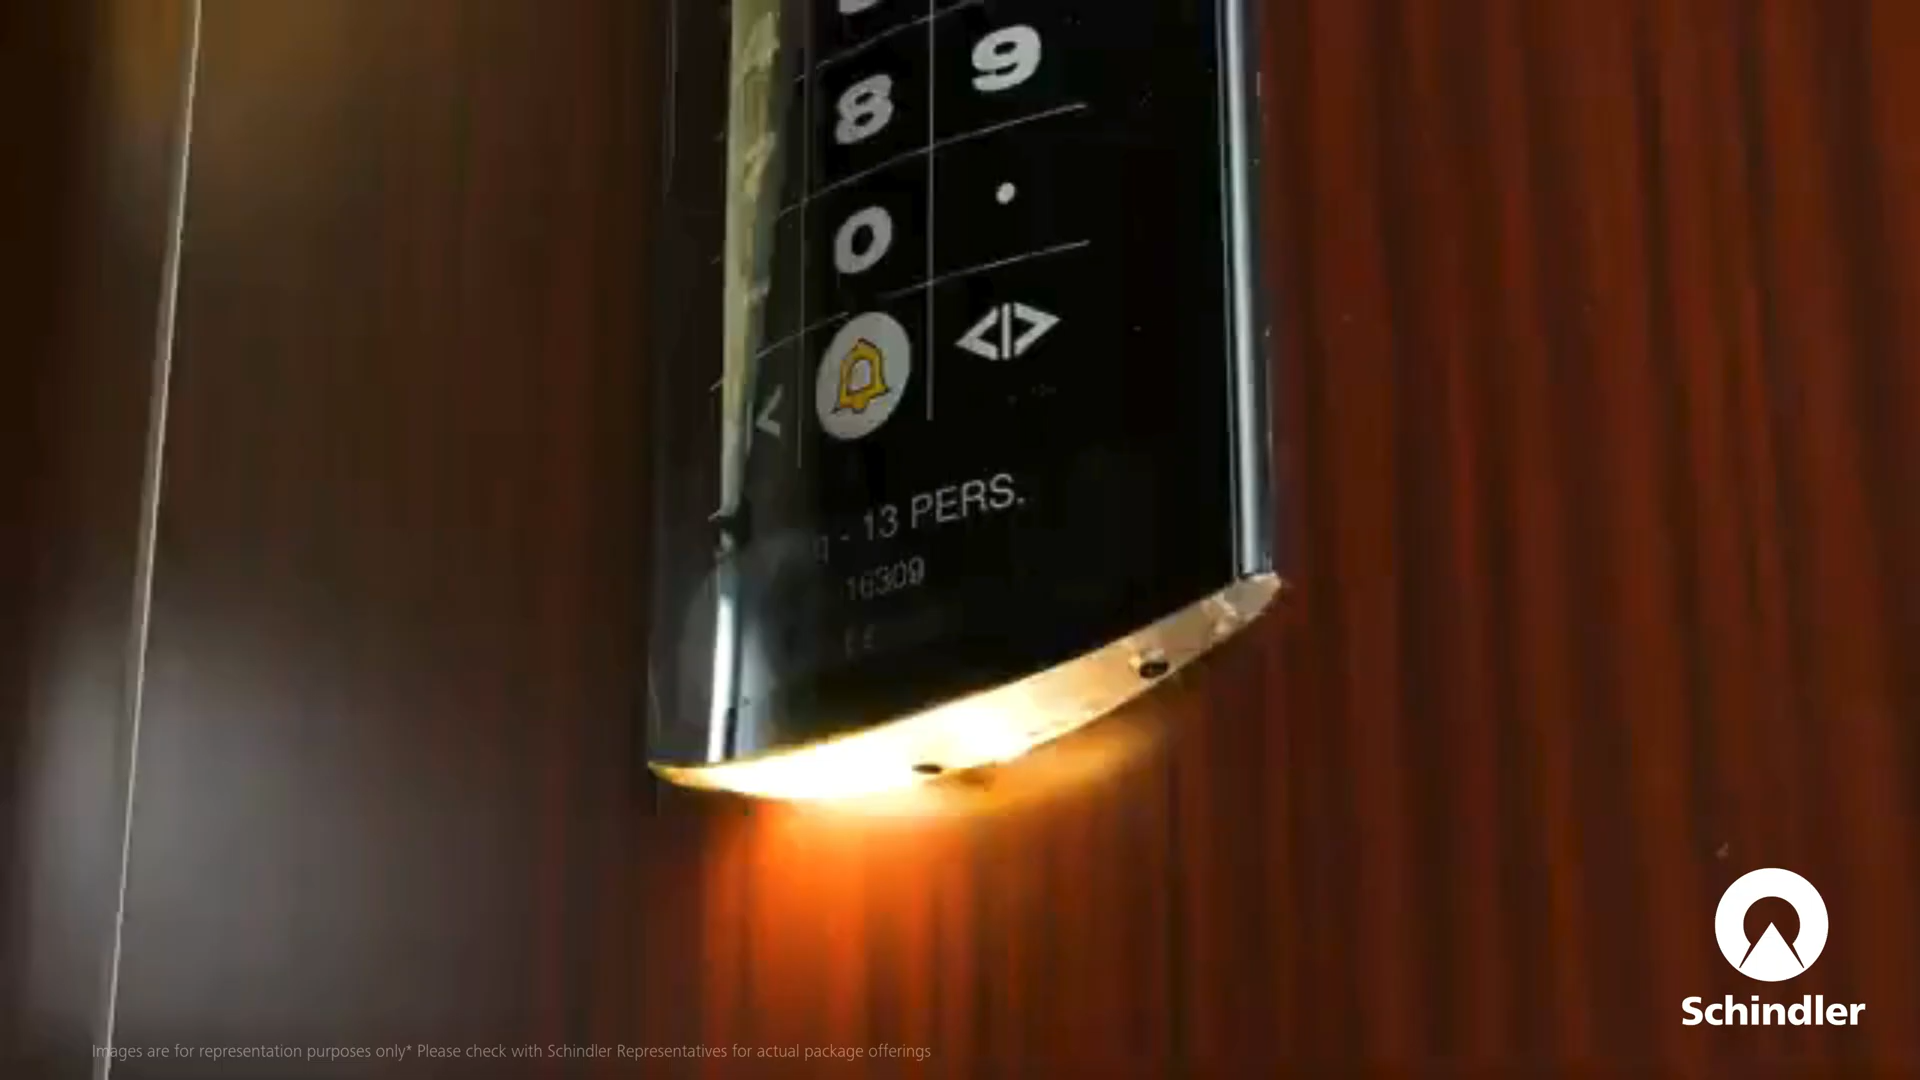 9
8
.
0
<|>
<
- 13 PERS.
16309
Schindler
Images are for representation purposes only* Please check with Schindler Representatives for actual package offerings